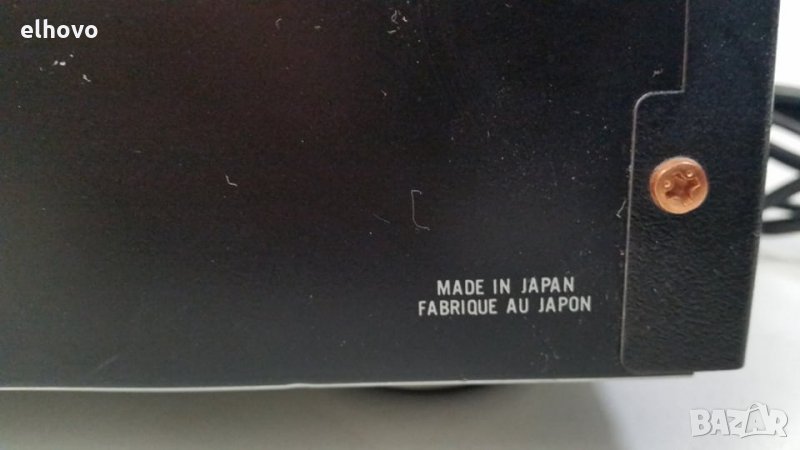 elhovo
MADE IN JAPAN
FABRIQUE AU JAPON
BAZAR